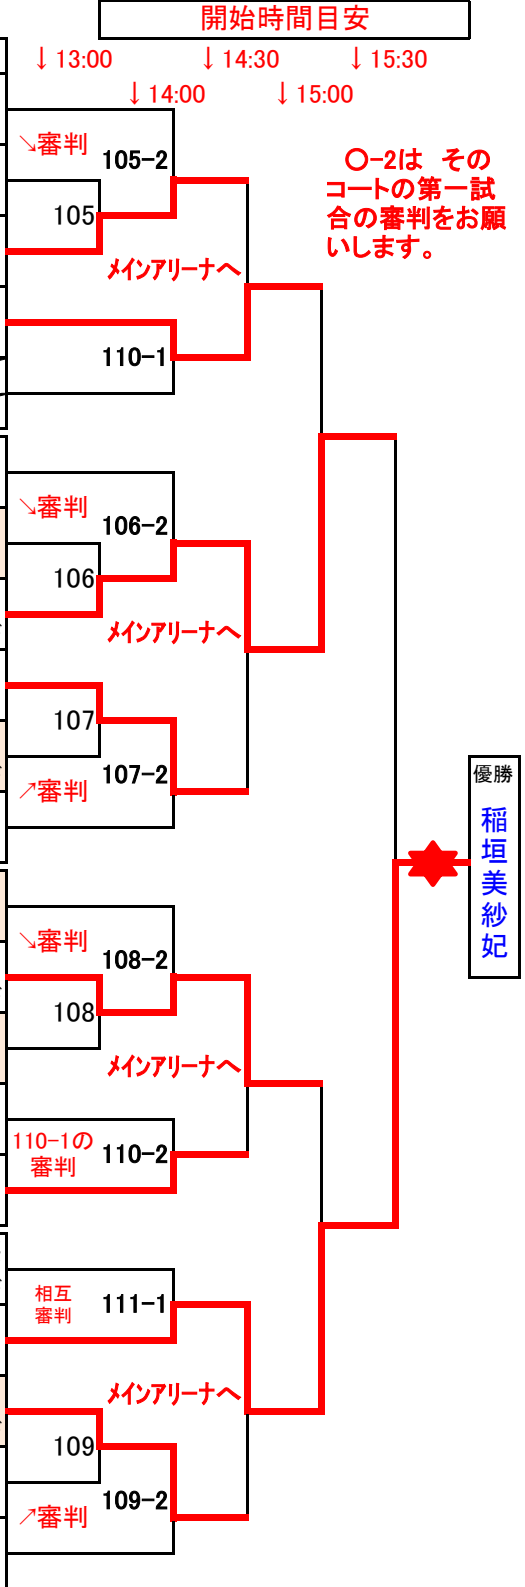 開始時間目安
↓13:00
↓14:30
↓15:30
↓14:00
↓15:00
↘審判
105-2
〇-2は その
コートの第一試
合の審判をお願
いします。
105
メインアリーナへ
110-1
↘審判
106-2
106
メインアリーナへ
107
107-2
↗審判
優勝
稲垣美紗妃
↘審判
108-2
108
メインアリーナへ
110-1の
審判
110-2
相互
審判
111-1
メインアリーナへ
109
109-2
↗審判